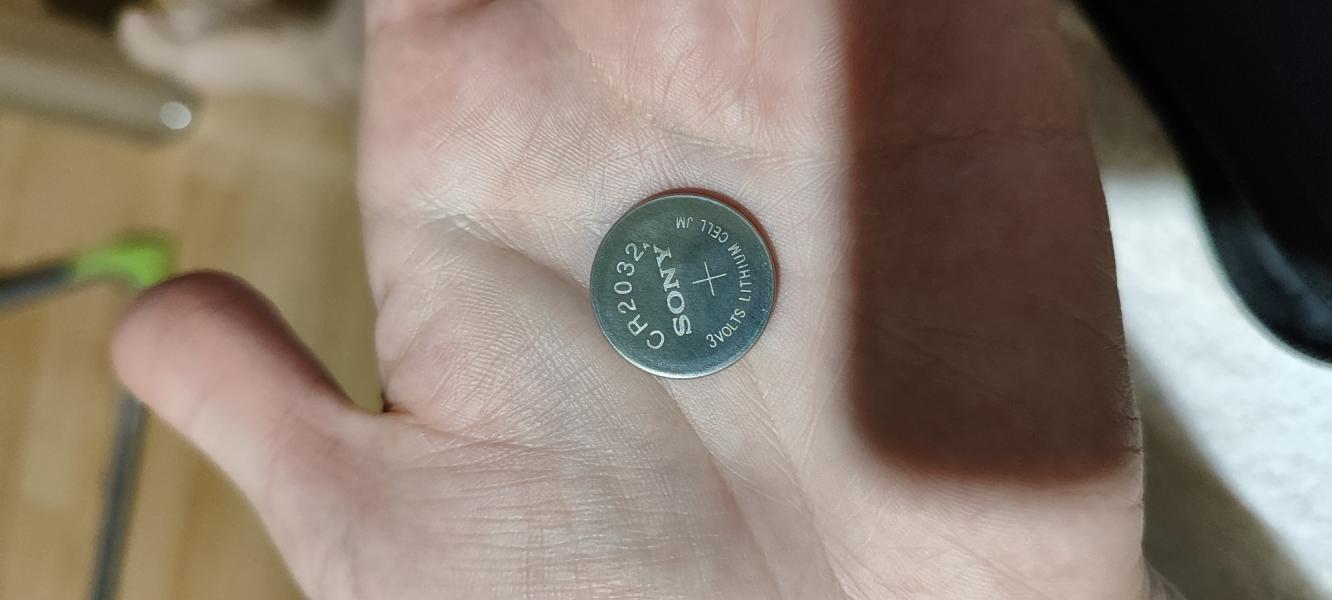 CR2032
SONY
+
3VOLTS LITHIUM CELL JM